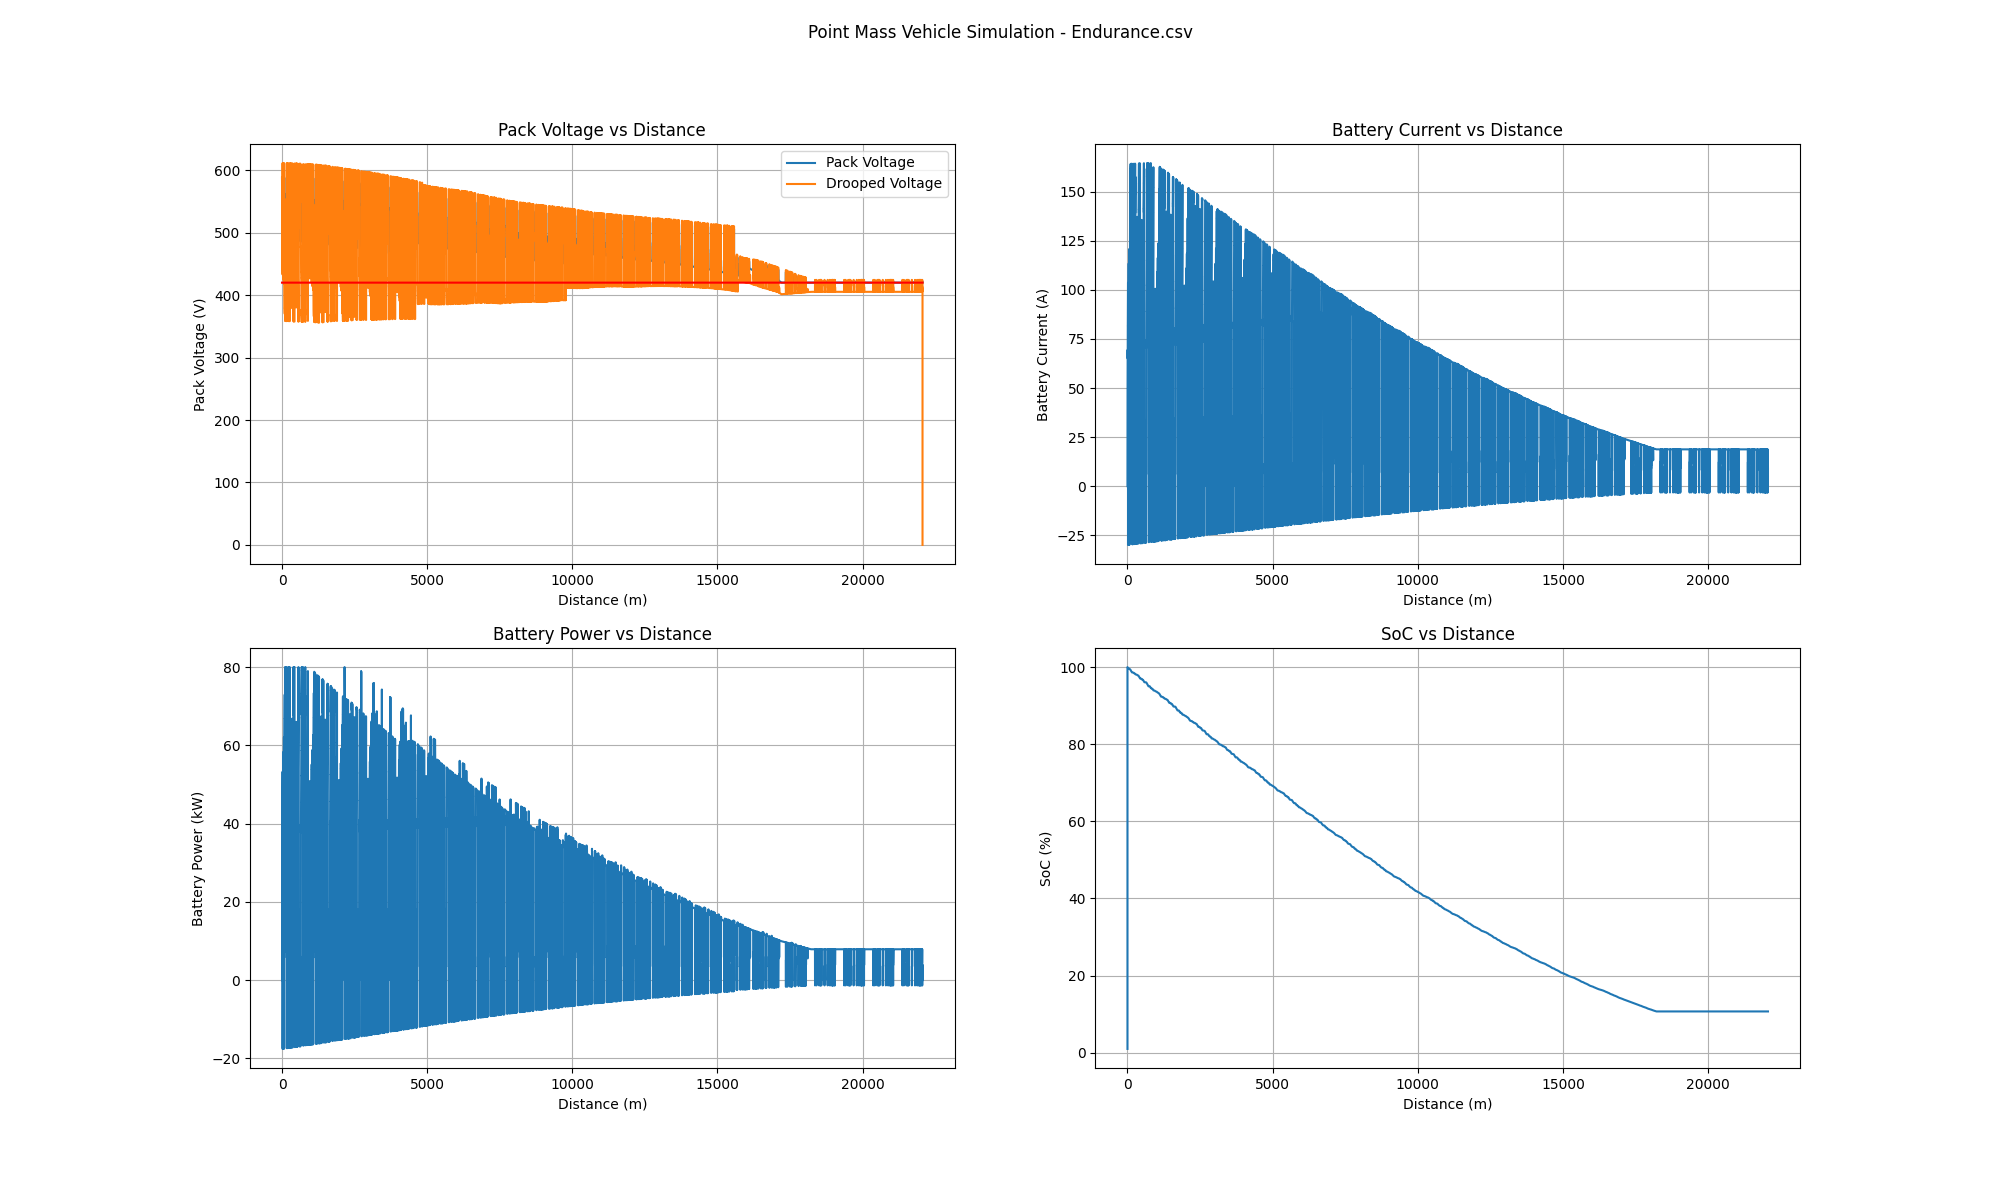 Point Mass Vehicle Simulation - Endurance.csv
Pack Voltage vs Distance
Pack Voltage (V)
600
500
400
300
200
100
0
Pack Voltage
Drooped Voltage
0 5000 10000 15000 20000
Distance (m)
Battery Current vs Distance
Battery Current (A)
150
125
100
75
50
25
0
−25
0 5000 10000 15000 20000
Distance (m)
Battery Power vs Distance
Battery Power (kW)
80
60
40
20
0
−20
0 5000 10000 15000 20000
Distance (m)
SoC vs Distance
SoC (%)
100
80
60
40
20
0
0 5000 10000 15000 20000
Distance (m)